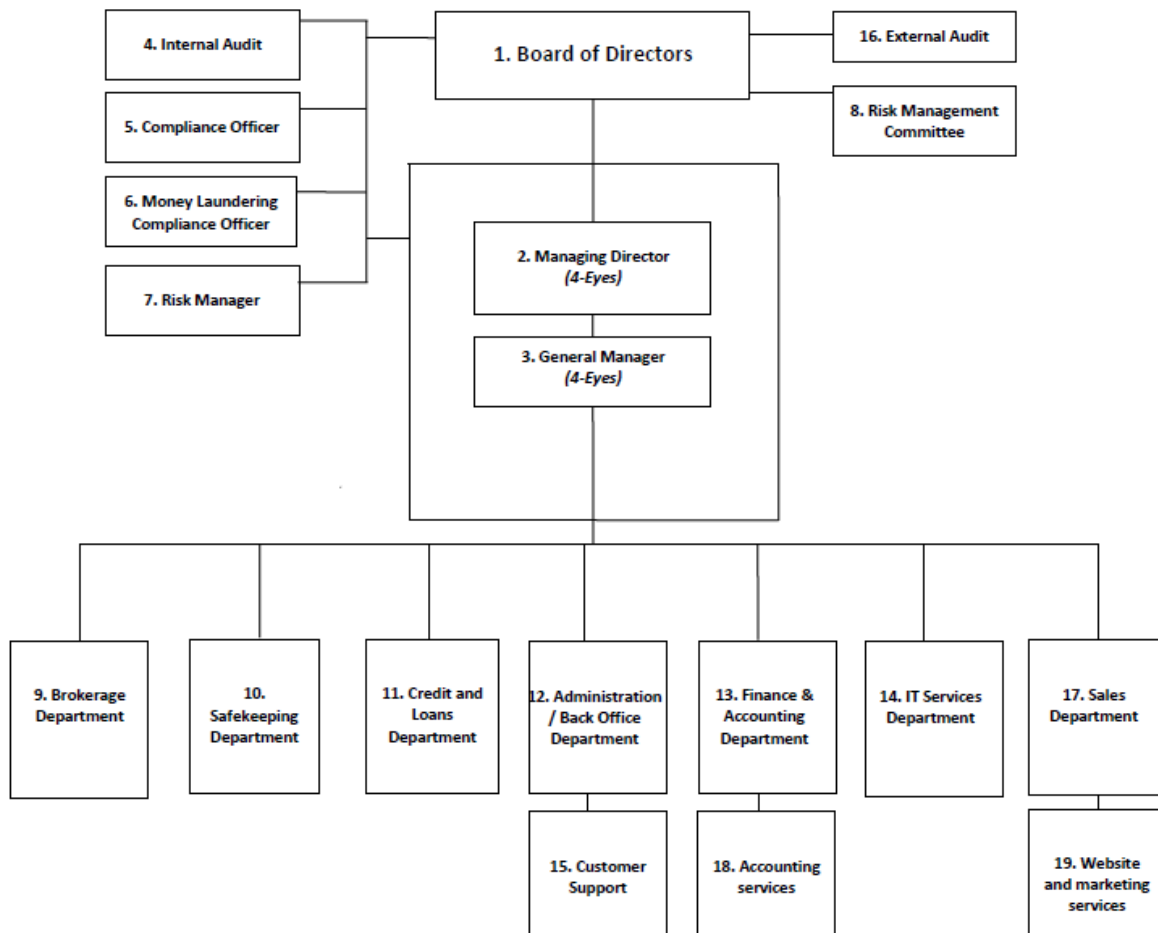 4. Internal Audit
1. Board of Directors
16. External Audit
5. Compliance Officer
8. Risk Management
Committee
6. Money Laundering
Compliance Officer
7. Risk Manager
2. Managing Director
(4-Eyes)
3. General Manager
(4-Eyes)
9. Brokerage
Department
10.
Safekeeping
Department
11. Credit and
Loans
Department
12. Administration
/ Back Office
Department
13. Finance &
Accounting
Department
14. IT Services
Department
17. Sales
Department
15. Customer
Support
18. Accounting
services
19. Website
and marketing
services